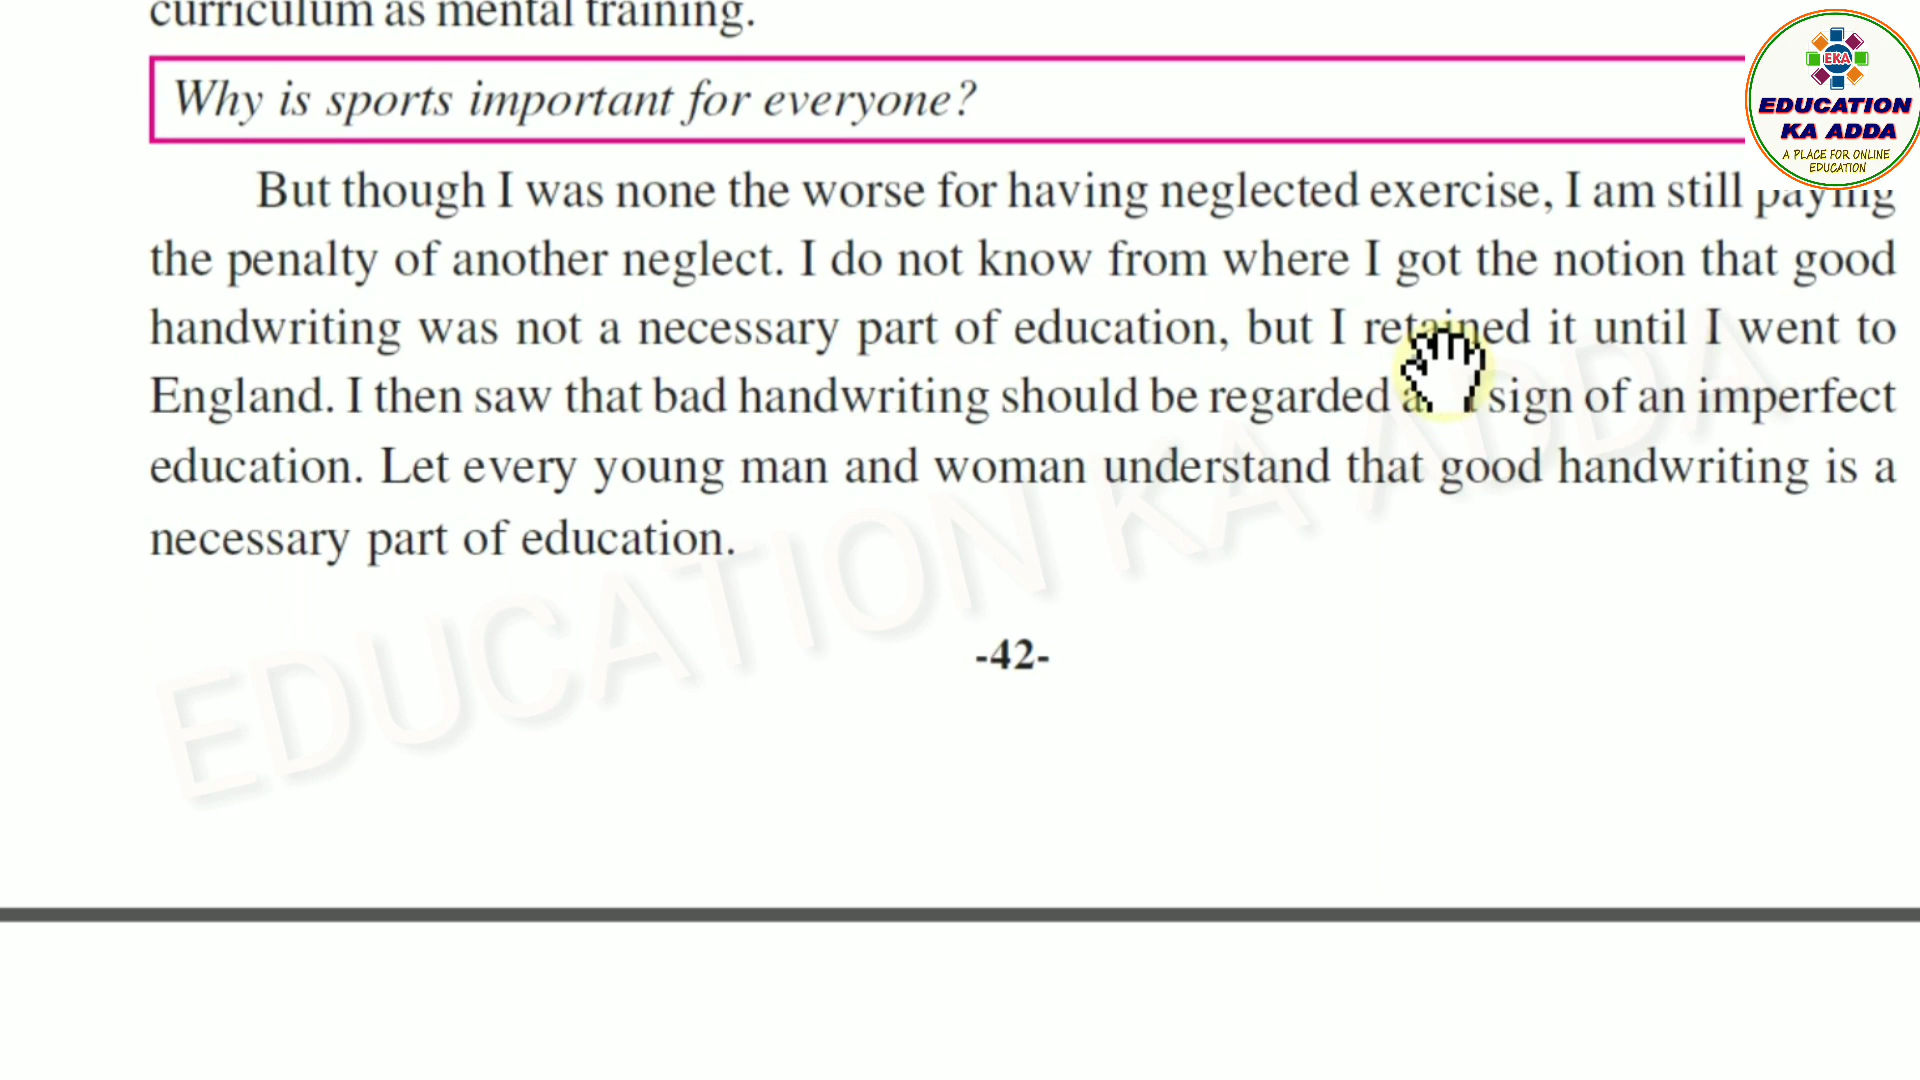 curriculum as mental training.
Why is sports important for everyone?
EKA
EDUCATION
KA ADDA
A PLACE FOR ONLINE
EDUCATION
But though I was none the worse for having neglected exercise, I am still paying
the penalty of another neglect. I do not know from where I got the notion that good
handwriting was not a necessary part of education, but I retained it until I went to
England. I then saw that bad handwriting should be regarded as a sign of an imperfect
education. Let every young man and woman understand that good handwriting is a
necessary part of education.
EDUCATION KA ADDA
-42-